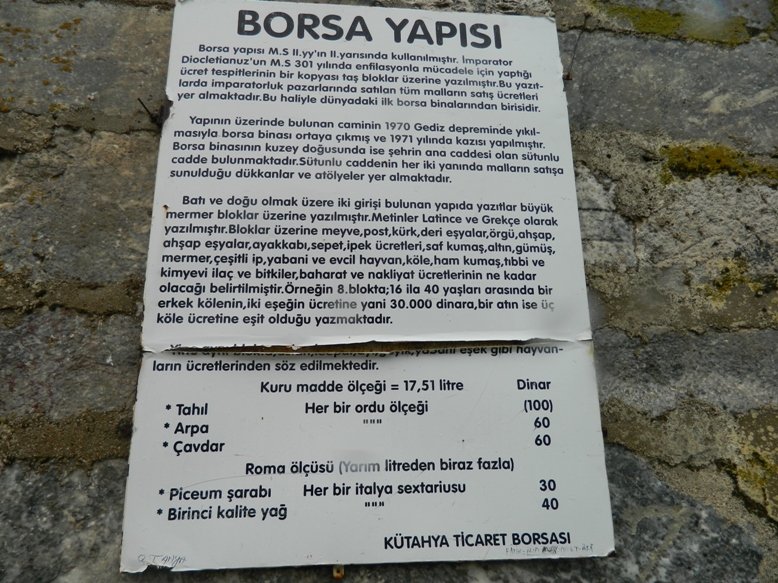 BORSA YAPISI
Borsa yapısı M.S II.yy'ın II.yarısında kullanılmıştır. İmparator
Diocletianuz'un M.S 301 yılında enfilasyonla mücadele için yaptığı
ücret tespitlerinin bir kopyası taş bloklar üzerine yazılmıştır.Bu yazıt-
larda imparatorluk pazarlarında satılan tüm malların satış ücretleri
yer almaktadır.Bu haliyle dünyadaki ilk borsa binalarından birisidir.
Yapının üzerinde bulunan caminin 1970 Gediz depreminde yıkıl-
masıyla borsa binası ortaya çıkmış ve 1971 yılında kazısı yapılmıştır.
Borsa binasının kuzey doğusunda ise şehrin ana caddesi olan sütunlu
cadde bulunmaktadır.Sütunlu caddenin her iki yanında malların satışa
sunulduğu dükkanlar ve atölyeler yer almaktadır.
Batı ve doğu olmak üzere iki girişi bulunan yapıda yazıtlar büyük
mermer bloklar üzerine yazılmıştır.Metinler Latince ve Grekçe olarak
yazılmıştır.Bloklar üzerine meyve,post,kürk,deri eşyalar,örgü,ahşap,
ahşap eşyalar,ayakkabı,sepet,ipek ücretleri,saf kumaş,altın,gümüş,
mermer,çeşitli ip,yabani ve evcil hayvan,köle,ham kumaş,tıbbi ve
kimyevi ilaç ve bitkiler,baharat ve nakliyat ücretlerinin ne kadar
olacağı belirtilmiştir.Örneğin 8.blokta;16 ila 40 yaşları arasında bir
erkek kölenin,iki eşeğin ücretine yani 30.000 dinara,bir atın ise üç
köle ücretine eşit olduğu yazmaktadır.
eşek gibi hayvan-
ların ücretlerinden söz edilmektedir.
Kuru madde ölçeği = 17,51 litre Dinar
* Tahıl Her bir ordu ölçeği (100)
* Arpa """ 60
* Çavdar 60
Roma ölçüsü (Yarım litreden biraz fazla)
* Piceum şarabı Her bir italya sextariusu 30
* Birinci kalite yağ """ 40
KÜTAHYA TİCARET BORSASI